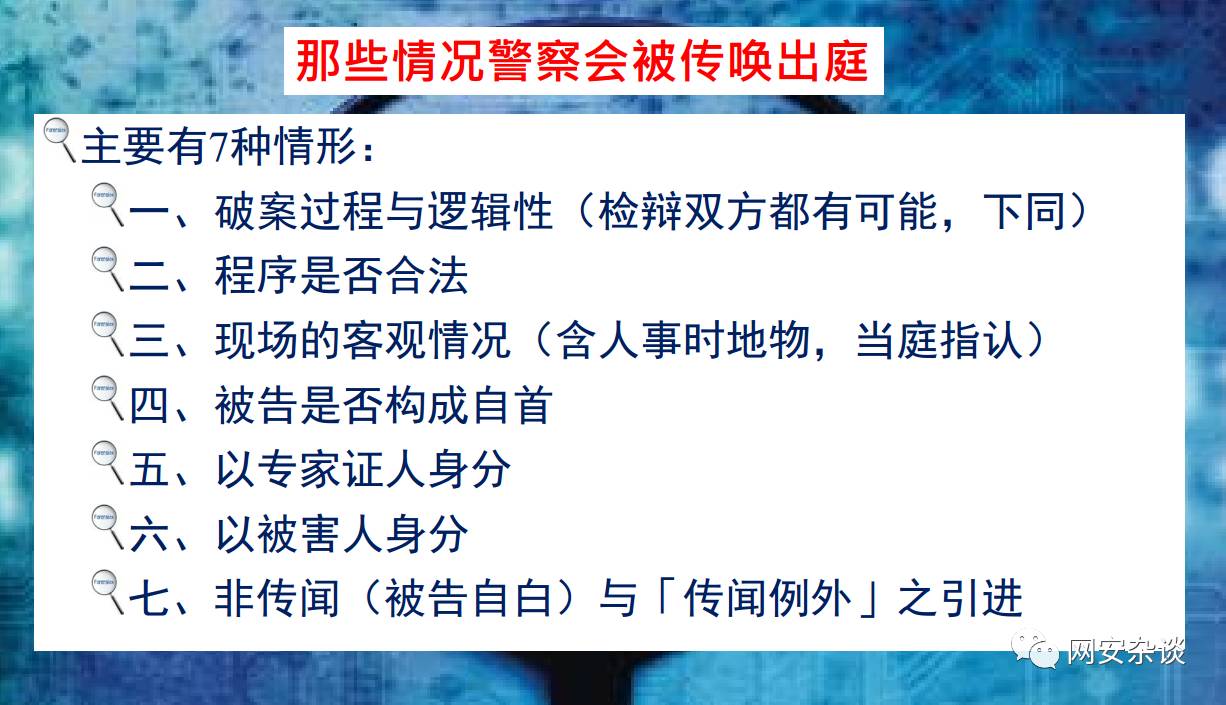 那些情况警察会被传唤出庭
主要有7种情形：
一、破案过程与逻辑性（检辩双方都有可能，下同）
二、程序是否合法
三、现场的客观情况（含人事时地物，当庭指认）
四、被告是否构成自首
五、以专家证人身分
六、以被害人身分
七、非传闻（被告自白）与「传闻例外」之引进
网安杂谈